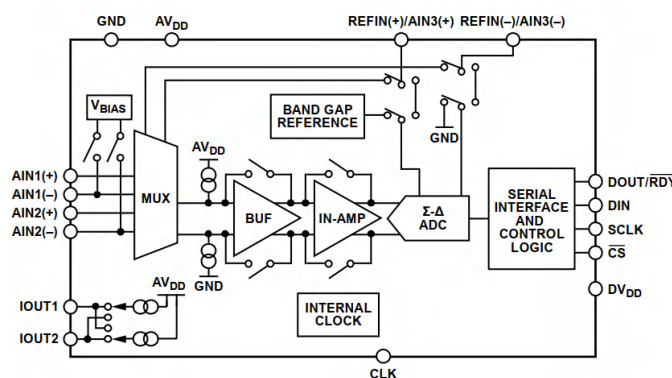 GND
AVDD
REFIN(+)/AIN3(+)
REFIN(–)/AIN3(–)
VBIAS
BAND GAP
REFERENCE
GND
AVDD
AIN1(+)
AIN1(–)
AIN2(+)
AIN2(–)
MUX
BUF
IN-AMP
Σ-Δ
ADC
SERIAL
INTERFACE
AND
CONTROL
LOGIC
DOUT/RDY
DIN
SCLK
CS
DVDD
GND
AVDD
IOUT1
IOUT2
INTERNAL
CLOCK
CLK